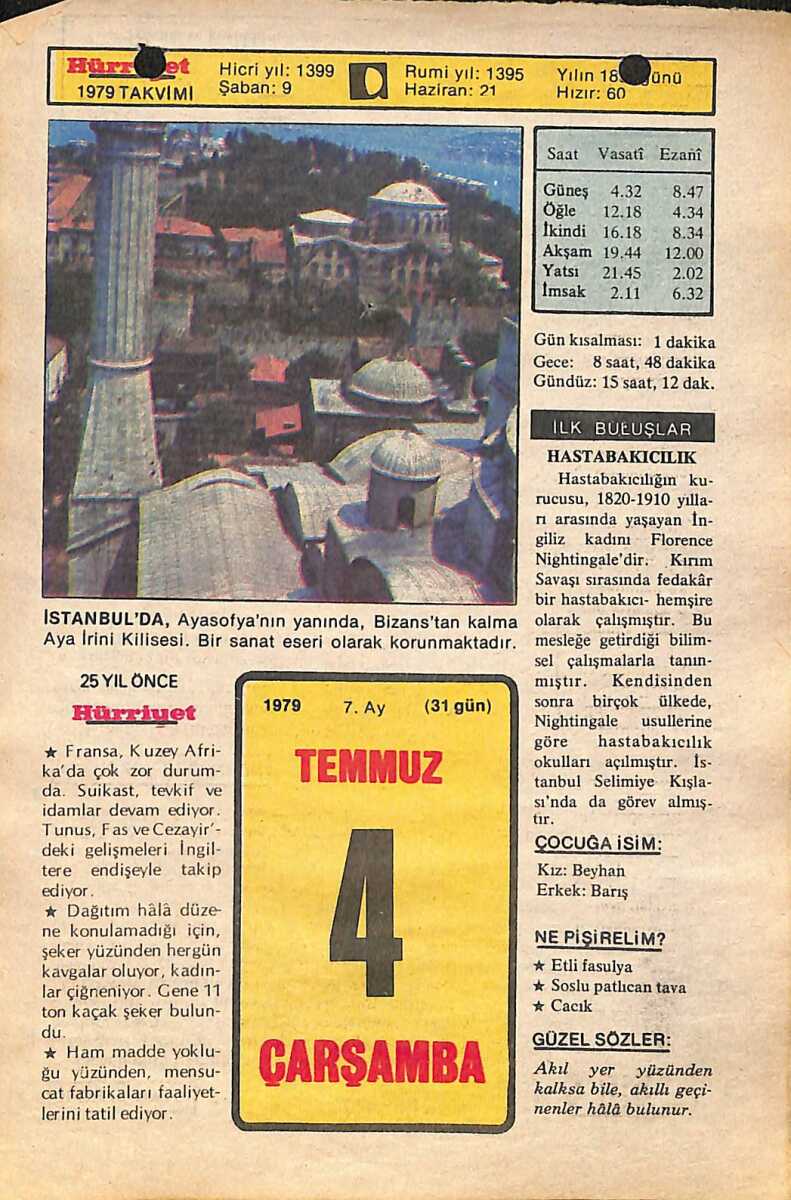 Hürriyet
1979 TAKVİMİ
Hicri yıl: 1399
Şaban: 9
Rumi yıl: 1395
Haziran: 21
Yılın 18 günü
Hızır: 60
Saat Vasatî Ezanî
Güneş 4.32 8.47
Öğle 12.18 4.34
İkindi 16.18 8.34
Akşam 19.44 12.00
Yatsı 21.45 2.02
İmsak 2.11 6.32
Gün kısalması: 1 dakika
Gece: 8 saat, 48 dakika
Gündüz: 15 saat, 12 dak.
İLK BULUŞLAR
HASTABAKICILIK
Hastabakıcılığın ku-
rucusu, 1820-1910 yılla-
rı arasında yaşayan İn-
giliz kadını Florence
Nightingale'dir. Kırım
Savaşı sırasında fedakâr
bir hastabakıcı- hemşire
olarak çalışmıştır. Bu
mesleğe getirdiği bilim-
sel çalışmalarla tanın-
mıştır. Kendisinden
sonra birçok ülkede,
Nightingale usullerine
göre hastabakıcılık
okulları açılmıştır. İs-
tanbul Selimiye Kışla-
sı'nda da görev almış-
tır.
ÇOCUĞA İSİM:
Kız: Beyhan
Erkek: Barış
NE PİŞİRELİM?
★ Etli fasulya
★ Soslu patlıcan tava
★ Cacık
GÜZEL SÖZLER:
Akıl yer yüzünden
kalksa bile, akıllı geçi-
nenler hâlâ bulunur.
İSTANBUL'DA, Ayasofya'nın yanında, Bizans'tan kalma
Aya İrini Kilisesi. Bir sanat eseri olarak korunmaktadır.
25 YIL ÖNCE
Hürriyet
★ Fransa, Kuzey Afri-
ka'da çok zor durum-
da. Suikast, tevkif ve
idamlar devam ediyor.
Tunus, Fas ve Cezayir'-
deki gelişmeleri İngil-
tere endişeyle takip
ediyor.
★ Dağıtım hâlâ düze-
ne konulamadığı için,
şeker yüzünden hergün
kavgalar oluyor, kadın-
lar çiğneniyor. Gene 11
ton kaçak şeker bulun-
du.
★ Ham madde yoklu-
ğu yüzünden, mensu-
cat fabrikaları faaliyet-
lerini tatil ediyor.
1979 7. Ay (31 gün)
TEMMUZ
4
ÇARŞAMBA